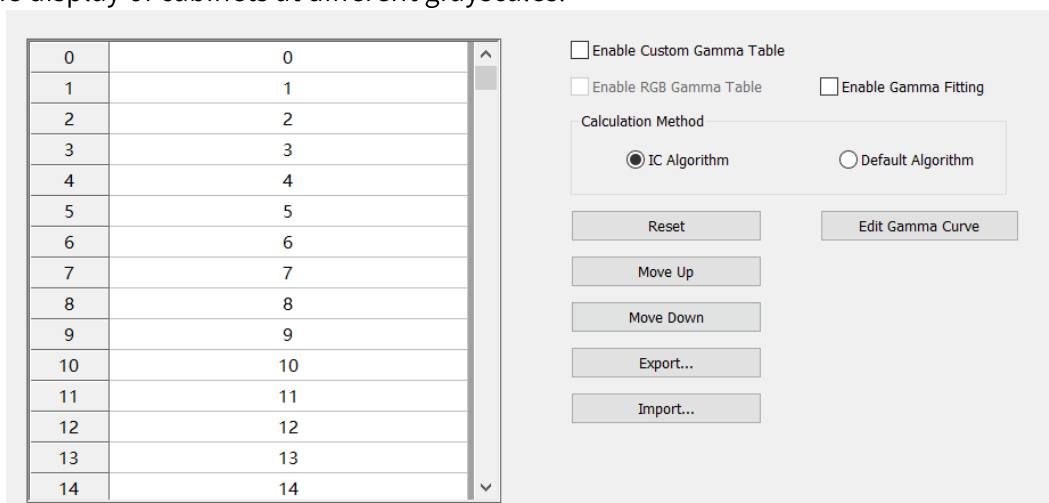 display of cabinets at different grayscales.
0 0
1 1
2 2
3 3
4 4
5 5
6 6
7 7
8 8
9 9
10 10
11 11
12 12
13 13
14 14
Enable Custom Gamma Table
Enable RGB Gamma Table Enable Gamma Fitting
Calculation Method
IC Algorithm Default Algorithm
Reset Edit Gamma Curve
Move Up
Move Down
Export...
Import...